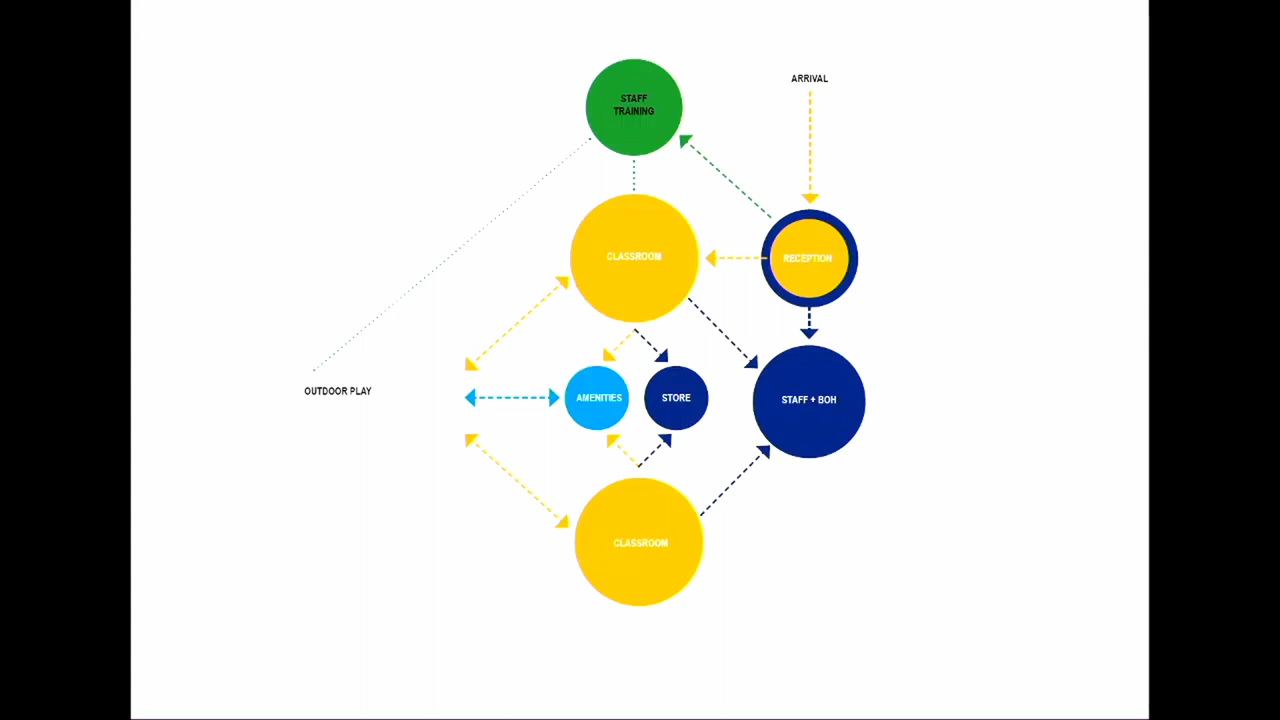 ARRIVAL
STAFF
TRAINING
CLASSROOM
RECEPTION
OUTDOOR PLAY
AMENITIES
STORE
STAFF + BOH
CLASSROOM